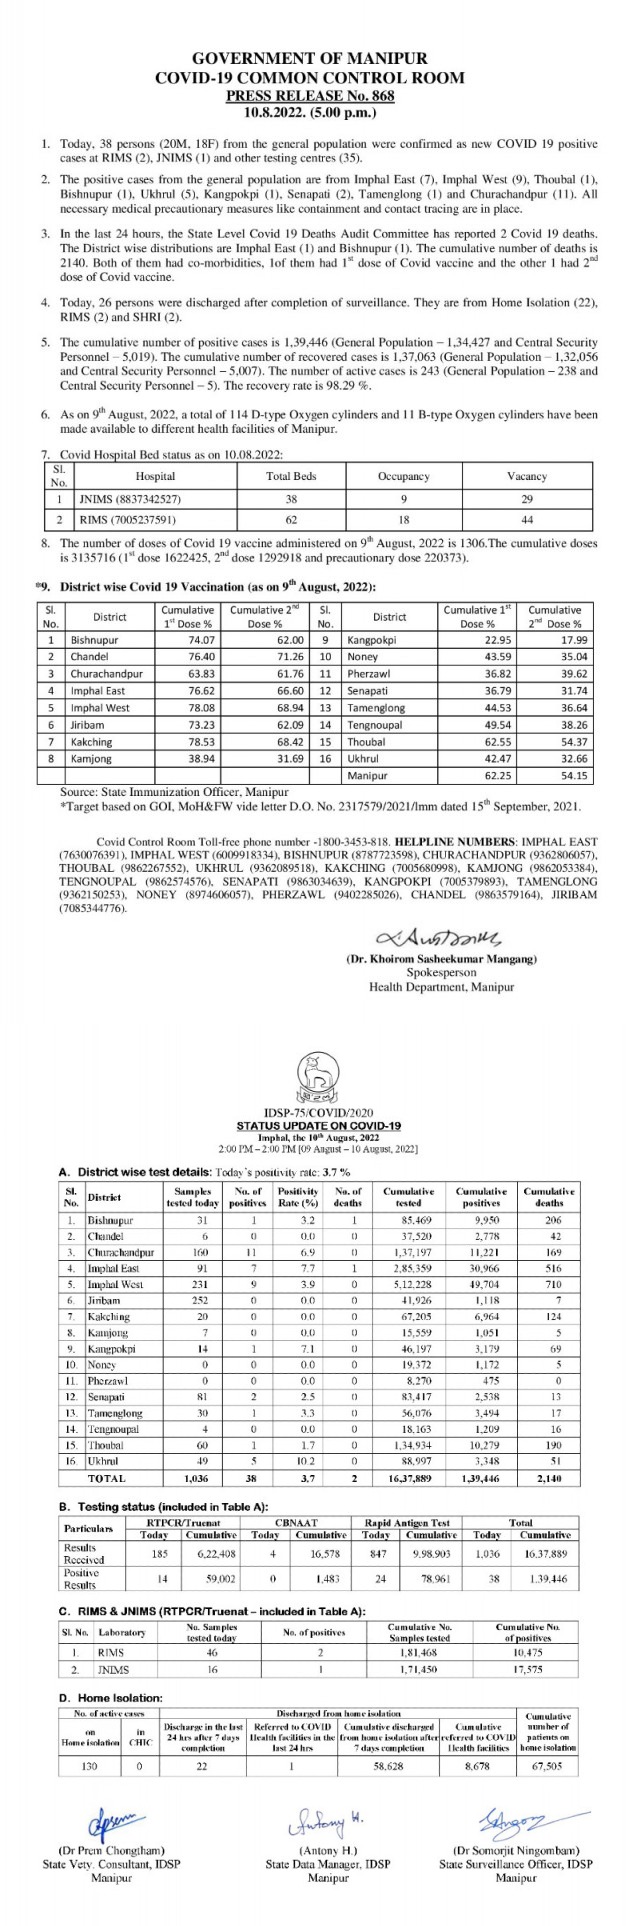 GOVERNMENT OF MANIPUR
COVID-19 COMMON CONTROL ROOM
PRESS RELEASE No. 868
10.8.2022. (5.00 p.m.)
1. Today, 38 persons (20M, 18F) from the general population were confirmed as new COVID 19 positive
cases at RIMS (2), JNIMS (1) and other testing centres (35).
2. The positive cases from the general population are from Imphal East (7), Imphal West (9), Thoubal (1),
Bishnupur (1), Ukhrul (5), Kangpokpi (1), Senapati (2), Tamenglong (1) and Churachandpur (11). All
necessary medical precautionary measures like containment and contact tracing are in place.
3. In the last 24 hours, the State Level Covid 19 Deaths Audit Committee has reported 2 Covid 19 deaths.
The District wise distributions are Imphal East (1) and Bishnupur (1). The cumulative number of deaths is
2140. Both of them had co-morbidities, 1of them had 1st dose of Covid vaccine and the other 1 had 2nd
dose of Covid vaccine.
4. Today, 26 persons were discharged after completion of surveillance. They are from Home Isolation (22),
RIMS (2) and SHRI (2).
5. The cumulative number of positive cases is 1,39,446 (General Population – 1,34,427 and Central Security
Personnel – 5,019). The cumulative number of recovered cases is 1,37,063 (General Population – 1,32,056
and Central Security Personnel – 5,007). The number of active cases is 243 (General Population – 238 and
Central Security Personnel – 5). The recovery rate is 98.29 %.
6. As on 9th August, 2022, a total of 114 D-type Oxygen cylinders and 11 B-type Oxygen cylinders have been
made available to different health facilities of Manipur.
7. Covid Hospital Bed status as on 10.08.2022:
Sl. No. Hospital Total Beds Occupancy Vacancy
1 JNIMS (8837342527) 38 9 29
2 RIMS (7005237591) 62 18 44
8. The number of doses of Covid 19 vaccine administered on 9th August, 2022 is 1306.The cumulative doses
is 3135716 (1st dose 1622425, 2nd dose 1292918 and precautionary dose 220373).
*9. District wise Covid 19 Vaccination (as on 9th August, 2022):
Sl. No. District Cumulative 1st Dose % Cumulative 2nd Dose % Sl. No. District Cumulative 1st Dose % Cumulative 2nd Dose %
1 Bishnupur 74.07 62.00 9 Kangpokpi 22.95 17.99
2 Chandel 76.40 71.26 10 Noney 43.59 35.04
3 Churachandpur 63.83 61.76 11 Pherzawl 36.82 39.62
4 Imphal East 76.62 66.60 12 Senapati 36.79 31.74
5 Imphal West 78.08 68.94 13 Tamenglong 44.53 36.64
6 Jiribam 73.23 62.09 14 Tengnoupal 49.54 38.26
7 Kakching 78.53 68.42 15 Thoubal 62.55 54.37
8 Kamjong 38.94 31.69 16 Ukhrul 42.47 32.66
Manipur 62.25 54.15
Source: State Immunization Officer, Manipur
*Target based on GOI, MoH&FW vide letter D.O. No. 2317579/2021/Imm dated 15th September, 2021.
Covid Control Room Toll-free phone number -1800-3453-818. HELPLINE NUMBERS: IMPHAL EAST
(7630076391), IMPHAL WEST (6009918334), BISHNUPUR (8787723598), CHURACHANDPUR (9362806057),
THOUBAL (9862267552), UKHRUL (9362089518), KAKCHING (7005680998), KAMJONG (9862053384),
TENGNOUPAL (9862574576), SENAPATI (9863034639), KANGPOKPI (7005379893), TAMENGLONG
(9362150253), NONEY (8974606057), PHERZAWL (9402285026), CHANDEL (9863579164), JIRIBAM
(7085344776).
(Dr. Khoirom Sasheekumar Mangang)
Spokesperson
Health Department, Manipur
IDSP-75/COVID/2020
STATUS UPDATE ON COVID-19
Imphal, the 10th August, 2022
2:00 PM – 2:00 PM [09 August – 10 August, 2022]
A. District wise test details: Today's positivity rate: 3.7 %
Sl. No. District Samples tested today No. of positives Positivity Rate (%) No. of deaths Cumulative tested Cumulative positives Cumulative deaths
1. Bishnupur 31 1 3.2 1 85,469 9,950 206
2. Chandel 6 0 0.0 0 37,520 2,778 42
3. Churachandpur 160 11 6.9 0 1,37,197 11,221 169
4. Imphal East 91 7 7.7 1 2,85,359 30,966 516
5. Imphal West 231 9 3.9 0 5,12,228 49,704 710
6. Jiribam 252 0 0.0 0 41,926 1,118 7
7. Kakching 20 0 0.0 0 67,205 6,964 124
8. Kamjong 7 0 0.0 0 15,559 1,051 5
9. Kangpokpi 14 1 7.1 0 46,197 3,179 69
10. Noney 0 0 0.0 0 19,372 1,172 5
11. Pherzawl 0 0 0.0 0 8,270 475 0
12. Senapati 81 2 2.5 0 83,417 2,538 13
13. Tamenglong 30 1 3.3 0 56,076 3,494 17
14. Tengnoupal 4 0 0.0 0 18,163 1,209 16
15. Thoubal 60 1 1.7 0 1,34,934 10,279 190
16. Ukhrul 49 5 10.2 0 88,997 3,348 51
TOTAL 1,036 38 3.7 2 16,37,889 1,39,446 2,140
B. Testing status (included in Table A):
Particulars RTPCR/Truenat CBNAAT Rapid Antigen Test Total
Today Cumulative Today Cumulative Today Cumulative Today Cumulative
Results Received 185 6,22,408 4 16,578 847 9,98,903 1,036 16,37,889
Positive Results 14 59,002 0 1,483 24 78,961 38 1,39,446
C. RIMS & JNIMS (RTPCR/Truenat – included in Table A):
Sl. No. Laboratory No. Samples tested today No. of positives Cumulative No. Samples tested Cumulative No. of positives
1. RIMS 46 2 1,81,468 10,475
2. JNIMS 16 1 1,71,450 17,575
D. Home Isolation:
No. of active cases Discharged from home isolation Cumulative number of patients on home isolation
on Home isolation in CHIC Discharge in the last 24 hrs after 7 days completion Referred to COVID Health facilities in the last 24 hrs Cumulative discharged from home isolation after 7 days completion Cumulative referred to COVID Health facilities
130 0 22 1 58,628 8,678 67,505
(Dr Prem Chongtham)
State Vety. Consultant, IDSP
Manipur
Antony H.
(Antony H.)
State Data Manager, IDSP
Manipur
(Dr Somorjit Ningombam)
State Surveillance Officer, IDSP
Manipur